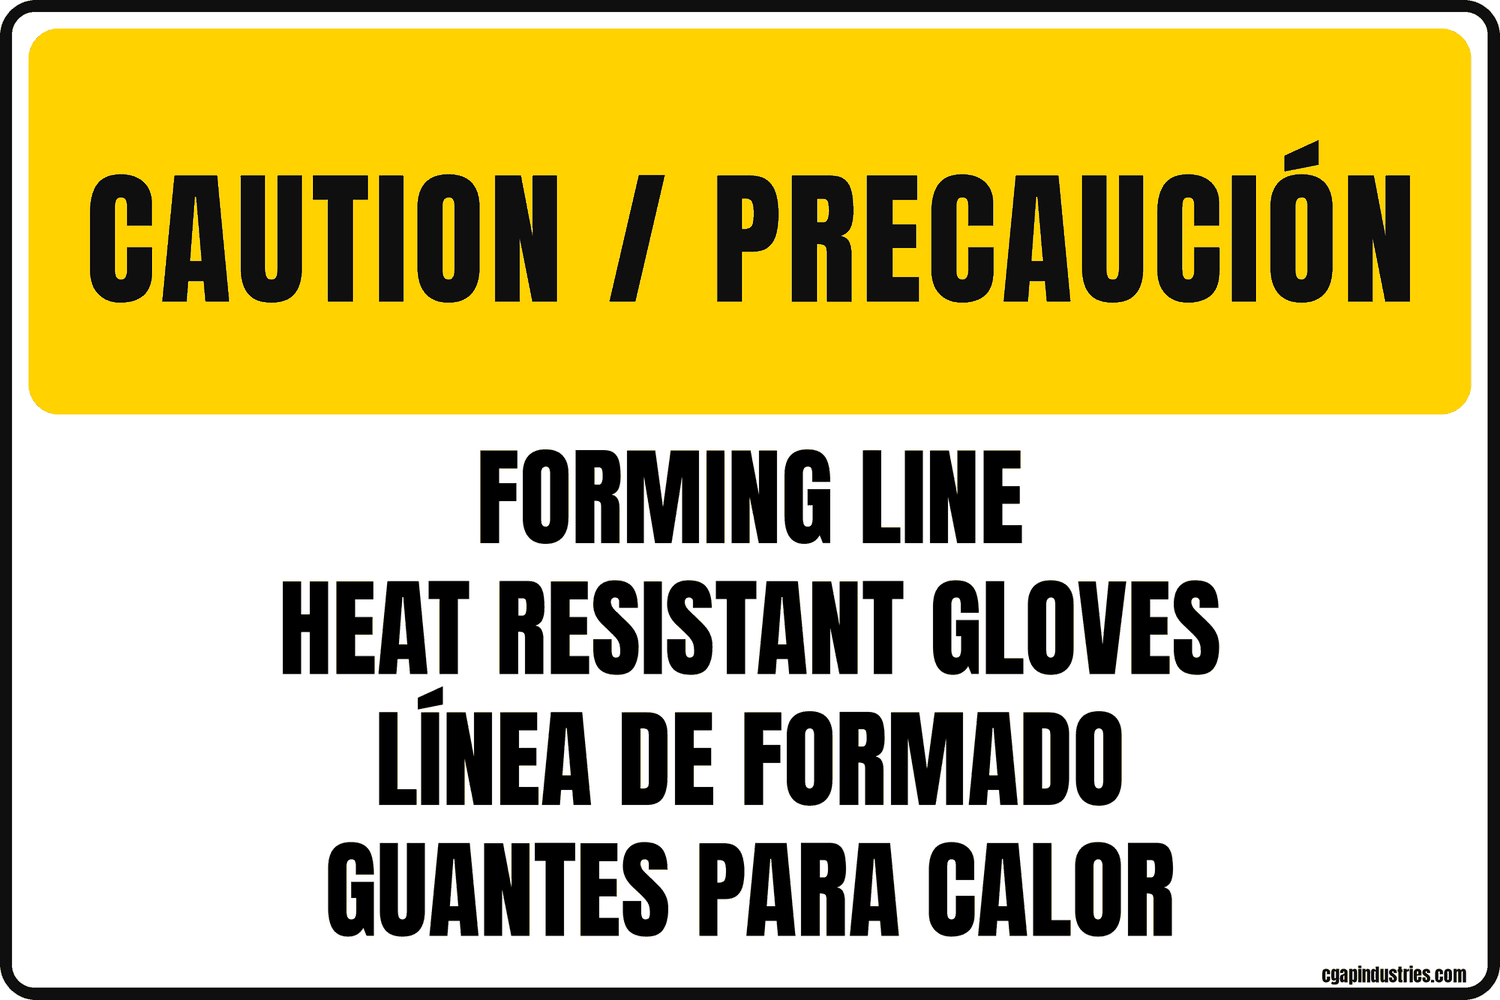 CAUTION / PRECAUCIÓN
FORMING LINE
HEAT RESISTANT GLOVES
LÍNEA DE FORMADO
GUANTES PARA CALOR
cgapindustries.com